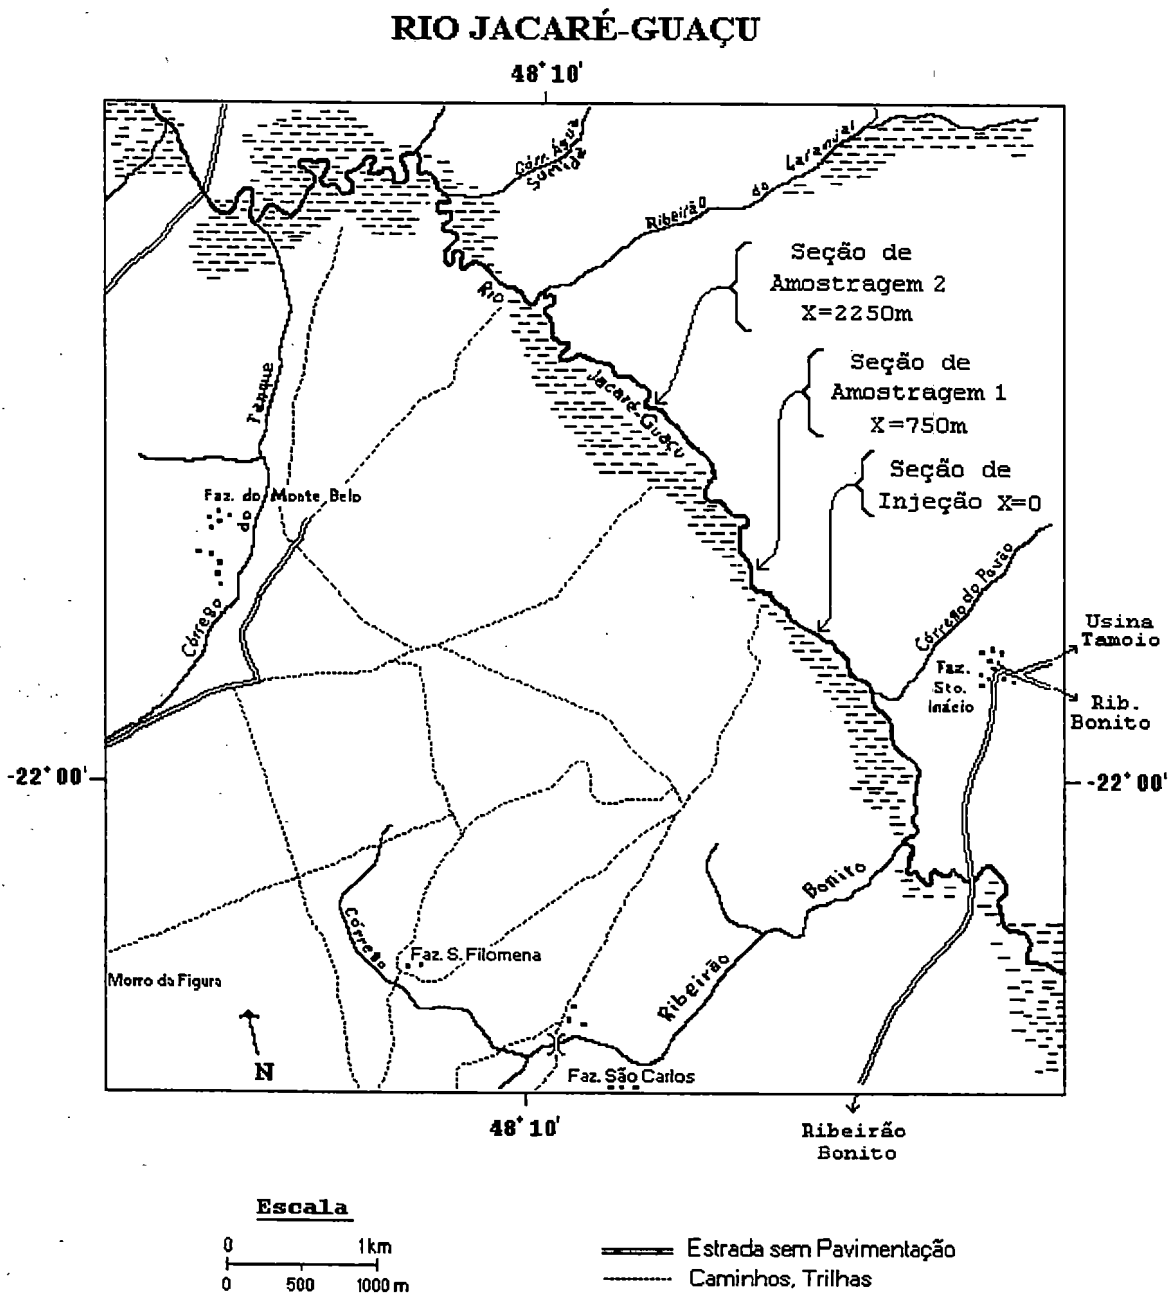 RIO JACARÉ-GUAÇU
48° 10'
Córr. Água
Sumida
Ribeirão do Laranjal
Seção de
Amostragem 2
X=2250m
Rio Jacaré-Guaçu
Seção de
Amostragem 1
X=750m
Seção de
Injeção X=0
Córrego do Tanque
Faz. do Monte Belo
Córrego do Pavão
Usina
Tamoio
Faz.
Sto.
Inácio
Rib.
Bonito
-22° 00'
-22° 00'
Ribeirão Bonito
Córrego
Faz. S. Filomena
Morro da Figura
N
Faz. São Carlos
48° 10'
Ribeirão
Bonito
Escala
0 1km
0 500 1000 m
Estrada sem Pavimentação
Caminhos, Trilhas